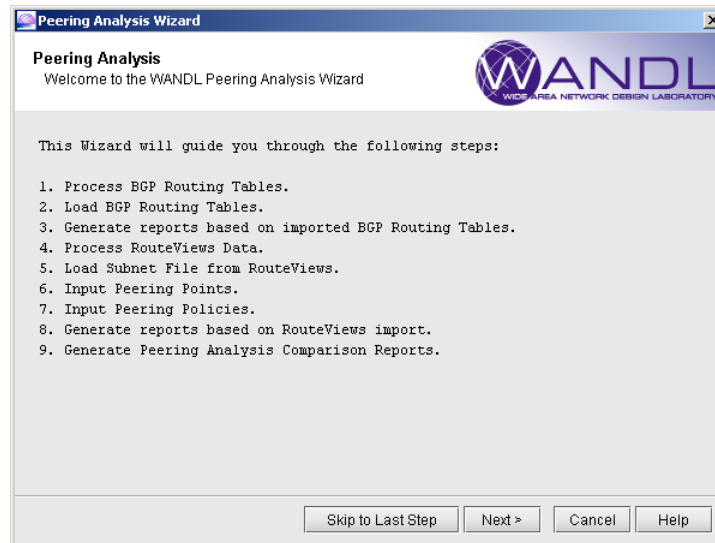 Peering Analysis Wizard
Peering Analysis
Welcome to the WANDL Peering Analysis Wizard
WANDL
WIDE AREA NETWORK DESIGN LABORATORY
This Wizard will guide you through the following steps:
1. Process BGP Routing Tables.
2. Load BGP Routing Tables.
3. Generate reports based on imported BGP Routing Tables.
4. Process RouteViews Data.
5. Load Subnet File from RouteViews.
6. Input Peering Points.
7. Input Peering Policies.
8. Generate reports based on RouteViews import.
9. Generate Peering Analysis Comparison Reports.
Skip to Last Step Next > Cancel Help